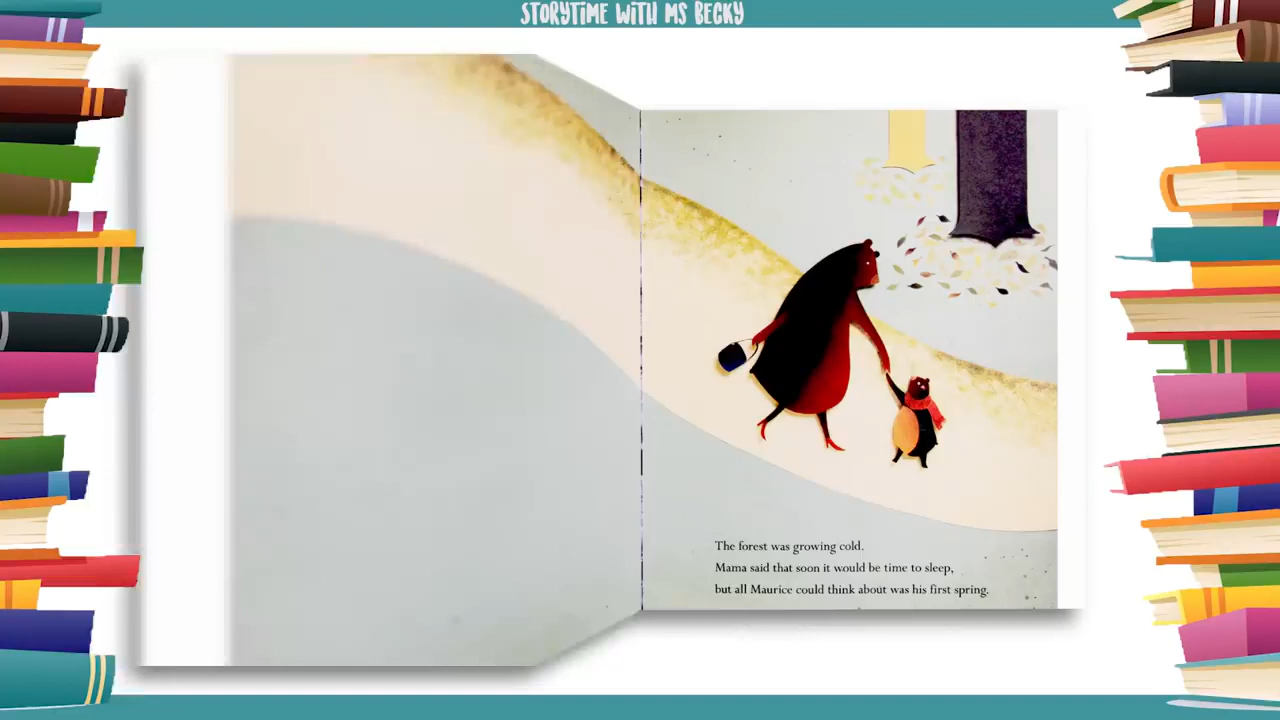 STORYTIME WITH MS BECKY
The forest was growing cold.
Mama said that soon it would be time to sleep,
but all Maurice could think about was his first spring.